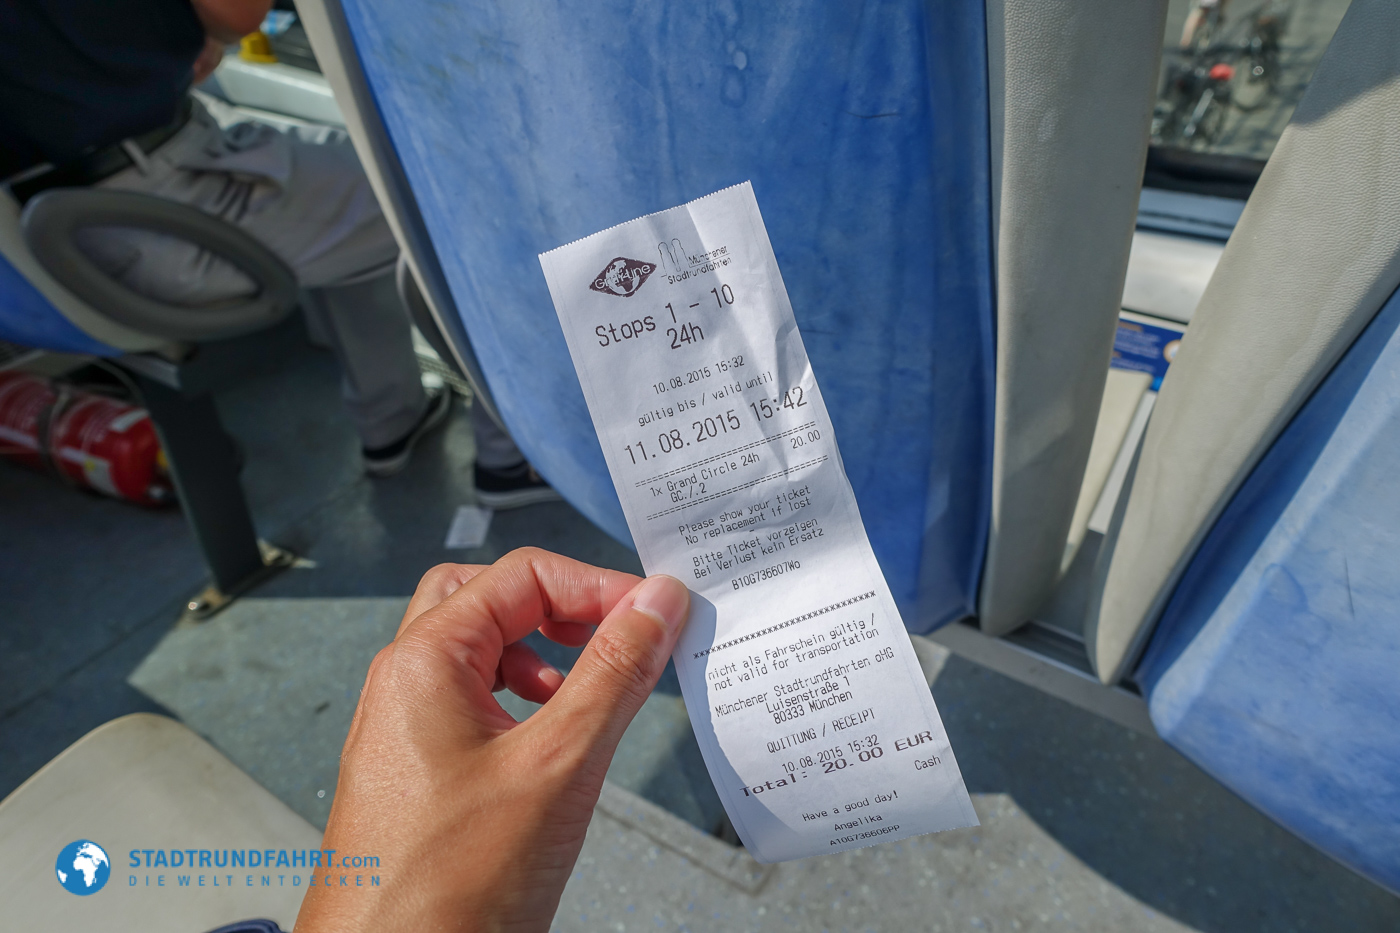 Gray Line
Münchener
Stadtrundfahrten
Stops 1 - 10
24h
10.08.2015 15:32
gültig bis / valid until
11.08.2015 15:42
================================
1x Grand Circle 24h 20.00
GC./.2
================================
Please show your ticket
No replacement if lost
-
Bitte Ticket vorzeigen
Bei Verlust kein Ersatz
B10G736607Wo
********************************
nicht als Fahrschein gültig /
not valid for transportation
Münchener Stadtrundfahrten oHG
Luisenstraße 1
80333 München
QUITTUNG / RECEIPT
10.08.2015 15:32
Total: 20.00 EUR
Cash
Have a good day!
Angelika
A10G736606PP
STADTRUNDFAHRT.com
DIE WELT ENTDECKEN